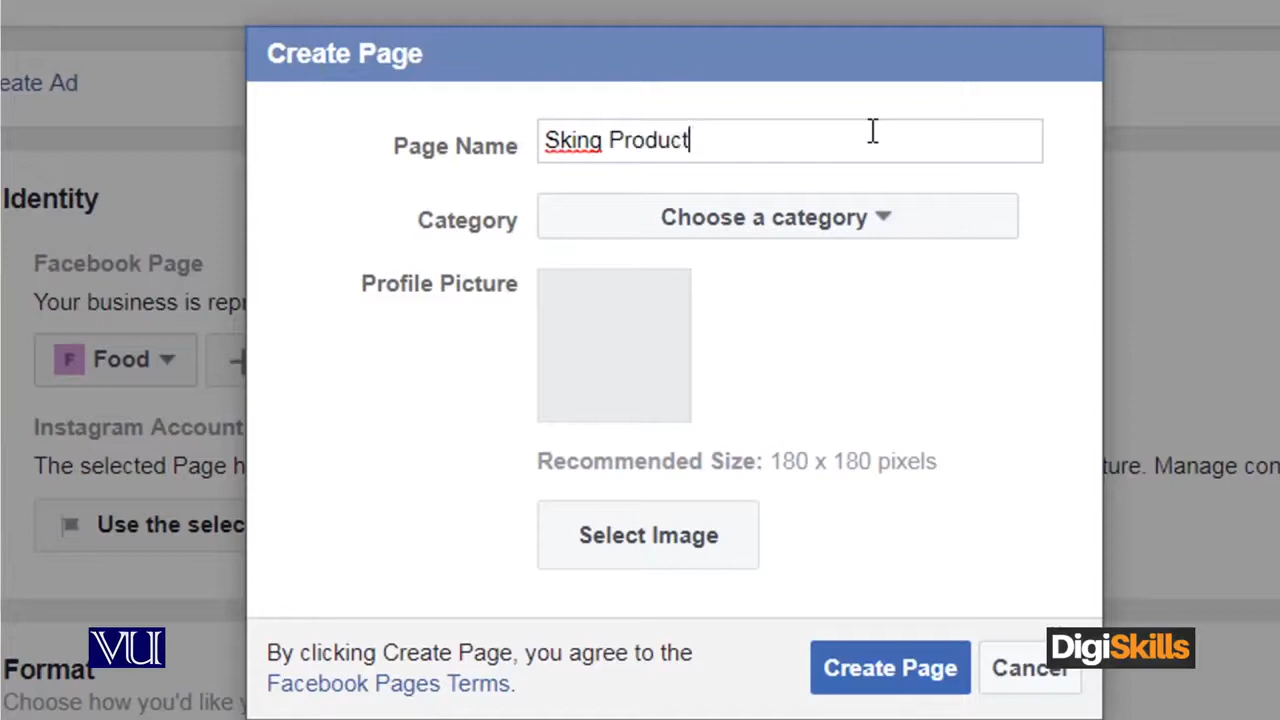 Create Page
eate Ad
Page Name
Sking Product
Category
Choose a category
Identity
Facebook Page
Your business is repr
F Food
Profile Picture
Instagram Account
The selected Page h
ture. Manage con
Recommended Size: 180 x 180 pixels
Use the selec
Select Image
Format
Choose how you'd like y
By clicking Create Page, you agree to the
Facebook Pages Terms.
Create Page
Cancel
VU
DigiSkills